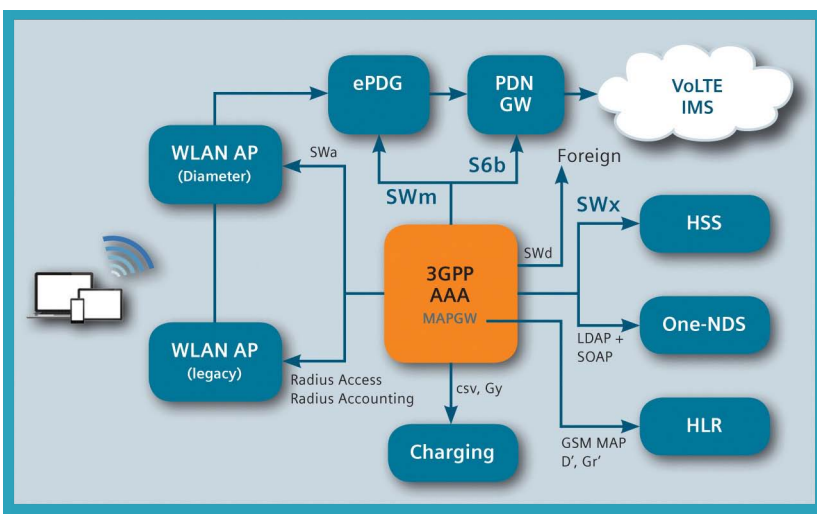 ePDG
PDN
GW
VoLTE
IMS
WLAN AP
(Diameter)
SWa
S6b
Foreign
SWm
SWx
HSS
SWd
3GPP
AAA
MAPGW
One-NDS
LDAP +
SOAP
WLAN AP
(legacy)
Radius Access
Radius Accounting
csv, Gy
Charging
HLR
GSM MAP
D’, Gr’